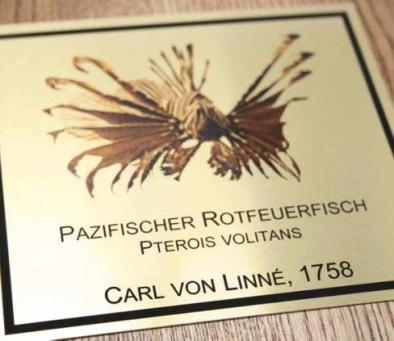 PAZIFISCHER ROTFEUERFISCH
PTEROIS VOLITANS
CARL VON LINNÉ, 1758